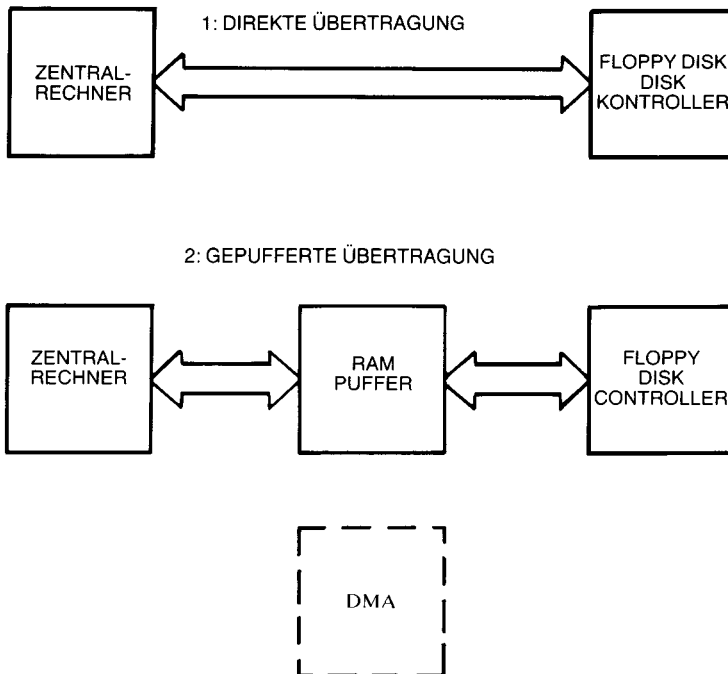 1: DIREKTE ÜBERTRAGUNG
ZENTRAL-
RECHNER
FLOPPY DISK
DISK
KONTROLLER
2: GEPUFFERTE ÜBERTRAGUNG
ZENTRAL-
RECHNER
RAM
PUFFER
FLOPPY
DISK
CONTROLLER
DMA